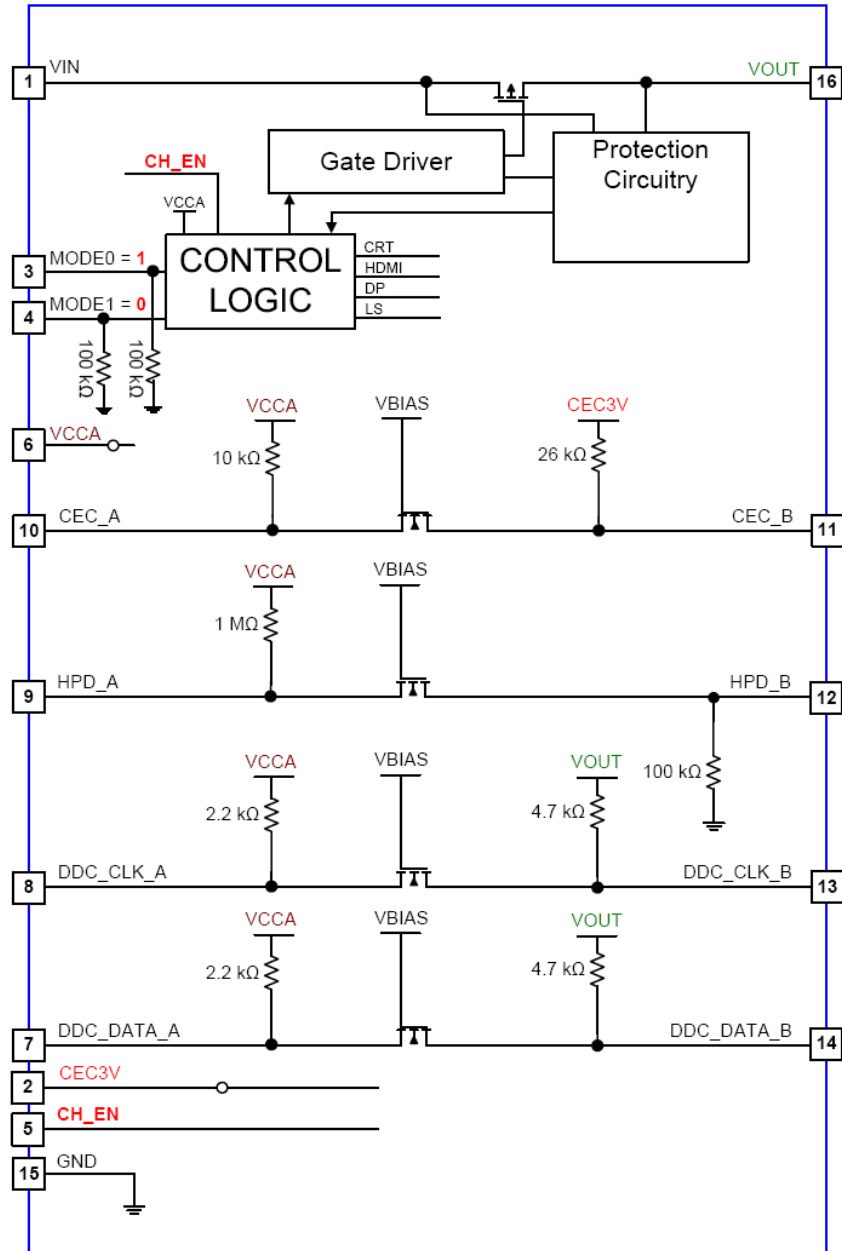 VIN
VOUT
1
16
Gate Driver
Protection
Circuitry
CH_EN
VCCA
CONTROL
LOGIC
CRT
HDMI
DP
LS
MODE0 = 1
3
MODE1 = 0
4
100 kΩ
100 kΩ
VCCA
6
VCCA
10 kΩ
VBIAS
CEC3V
26 kΩ
10
CEC_A
CEC_B
11
VCCA
1 MΩ
VBIAS
9
HPD_A
HPD_B
12
100 kΩ
VCCA
2.2 kΩ
VBIAS
VOUT
4.7 kΩ
8
DDC_CLK_A
DDC_CLK_B
13
VCCA
2.2 kΩ
VBIAS
VOUT
4.7 kΩ
7
DDC_DATA_A
DDC_DATA_B
14
2
CEC3V
5
CH_EN
15
GND